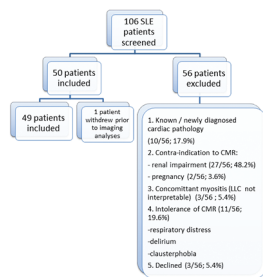 106 SLE
patients
screened
50 patients
included
56 patients
excluded
49 patients
included
1 patient
withdrew prior
to imaging
analyses
1. Known / newly diagnosed
cardiac pathology
(10/56; 17.9%)
2. Contra-indication to CMR:
- renal impairment (27/56; 48.2%)
- pregnancy (2/56; 3.6%)
3. Concommittant myositis (LLC not
interpretable) (3/56 ; 5.4%)
4. Intolerance of CMR (11/56;
19.6%)
-respiratory distress
-delirium
-clausterphobia
5. Declined (3/56; 5.4%)